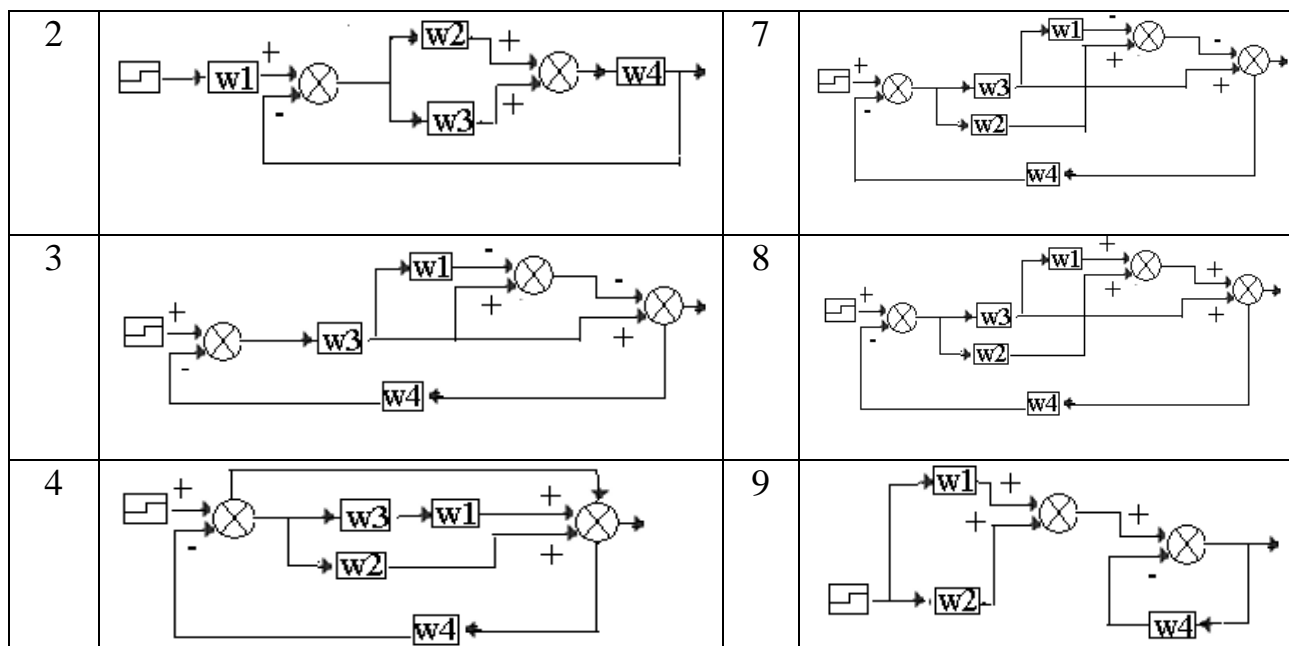 2
+ w2 +
w1 w4
- w3 +
7
w1 -
+ w3 + -
- w2 +
w4
3
w1 - -
+ w3 + +
-
w4
8
w1 + +
+ w3 + +
- w2
w4
4
+ w3 w1 +
- w2 +
w4
9
w1 +
+ +
w2 -
w4